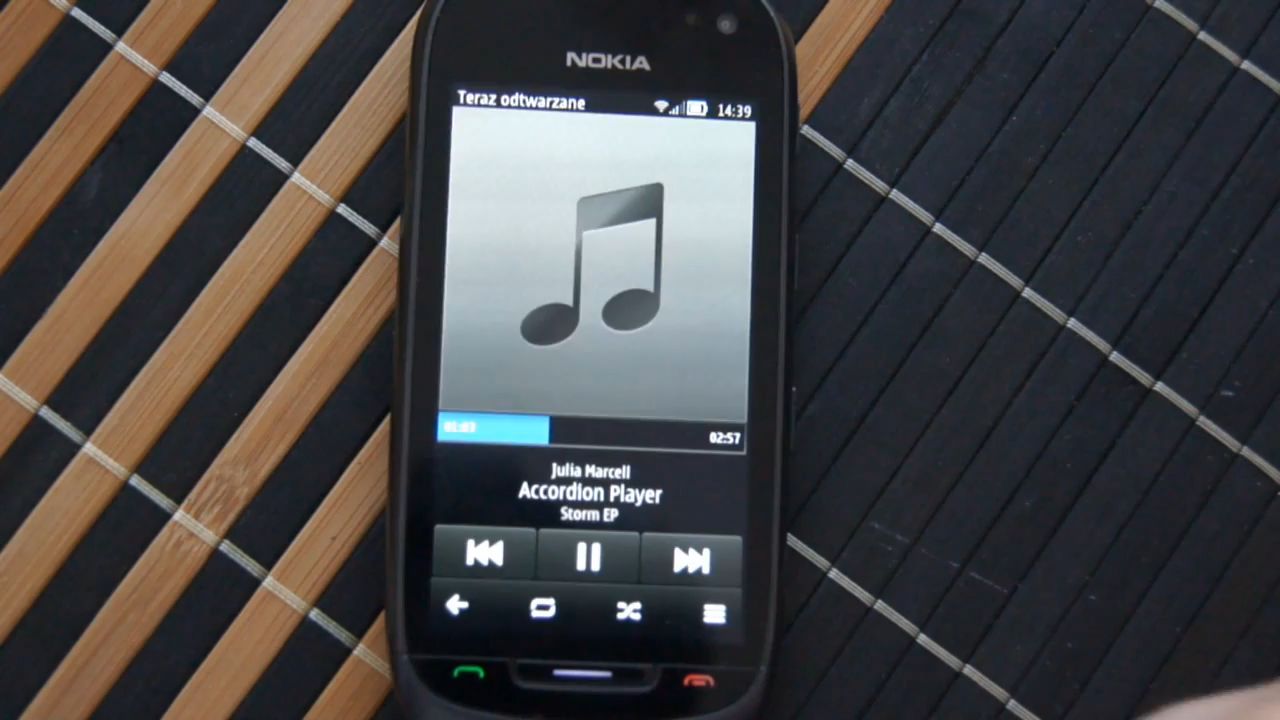 NOKIA
Teraz odtwarzane
14:39
02:57
Julia Marcell
Accordion Player
Storm EP